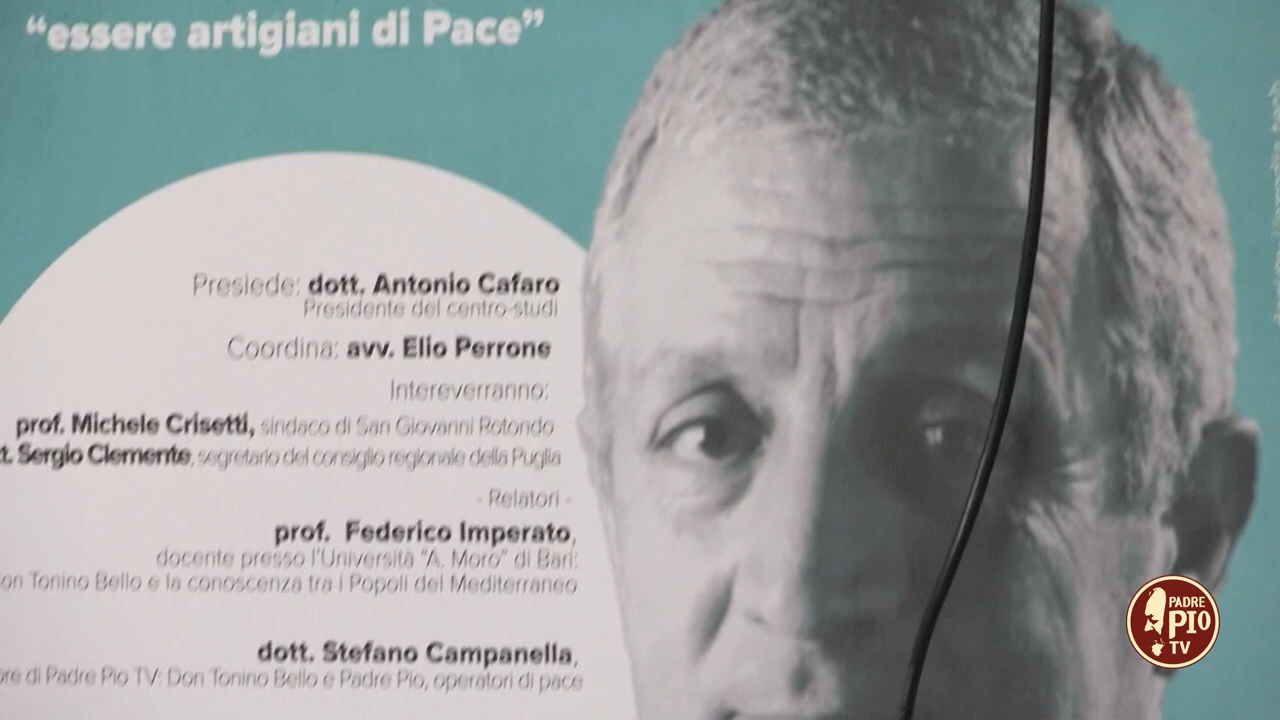 “essere artigiani di Pace”
Presiede: dott. Antonio Cafaro
Presidente del centro-studi
Coordina: avv. Elio Perrone
Intereverranno:
prof. Michele Crisetti, sindaco di San Giovanni Rotondo
t. Sergio Clemente, segretario del consiglio regionale della Puglia
- Relatori -
prof. Federico Imperato,
docente presso l’Università “A. Moro” di Bari:
on Tonino Bello e la conoscenza tra i Popoli del Mediterraneo
dott. Stefano Campanella,
ore di Padre Pio TV: Don Tonino Bello e Padre Pio, operatori di pace
PADRE
PIO
TV